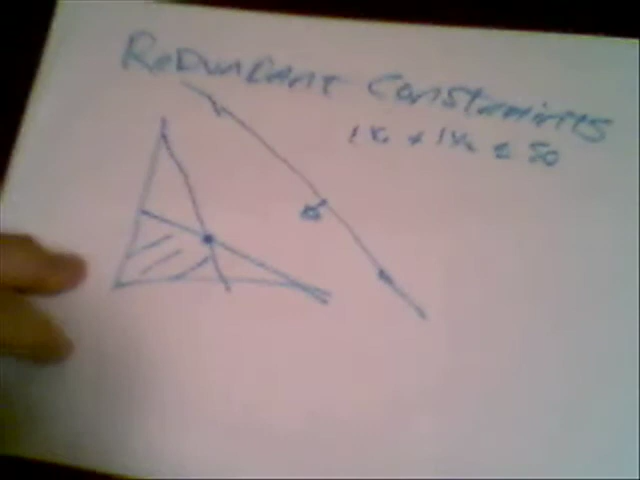 Redundant Constraints
1X₁ + 1X₂ ≤ 50